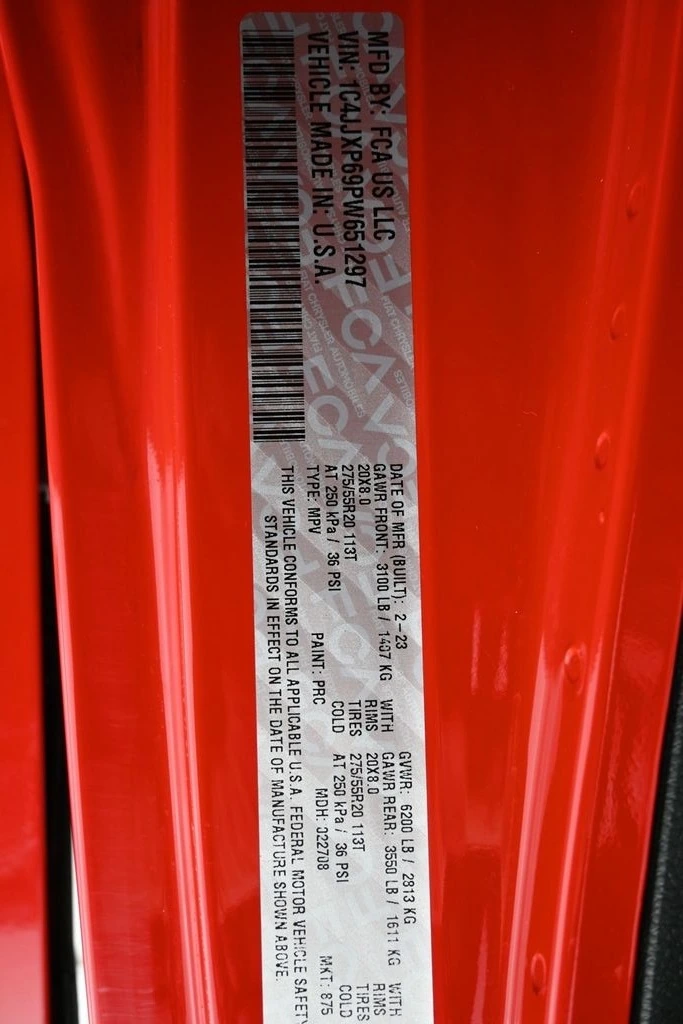 MFD BY: FCA US LLC
VIN: 1C4JJXP69PW651297
VEHICLE MADE IN: U.S.A.
DATE OF MFR (BUILT): 2-23 GVWR: 6200 LB / 2813 KG
GAWR FRONT: 3100 LB / 1407 KG WITH GAWR REAR: 3550 LB / 1611 KG WITH
20X8.0 RIMS 20X8.0 RIMS
275/55R20 113T TIRES 275/55R20 113T TIRES
AT 250 kPa / 36 PSI COLD AT 250 kPa / 36 PSI COLD
TYPE: MPV PAINT: PRC MDH: 022708 MKT: 875
THIS VEHICLE CONFORMS TO ALL APPLICABLE U.S.A. FEDERAL MOTOR VEHICLE SAFETY
STANDARDS IN EFFECT ON THE DATE OF MANUFACTURE SHOWN ABOVE.